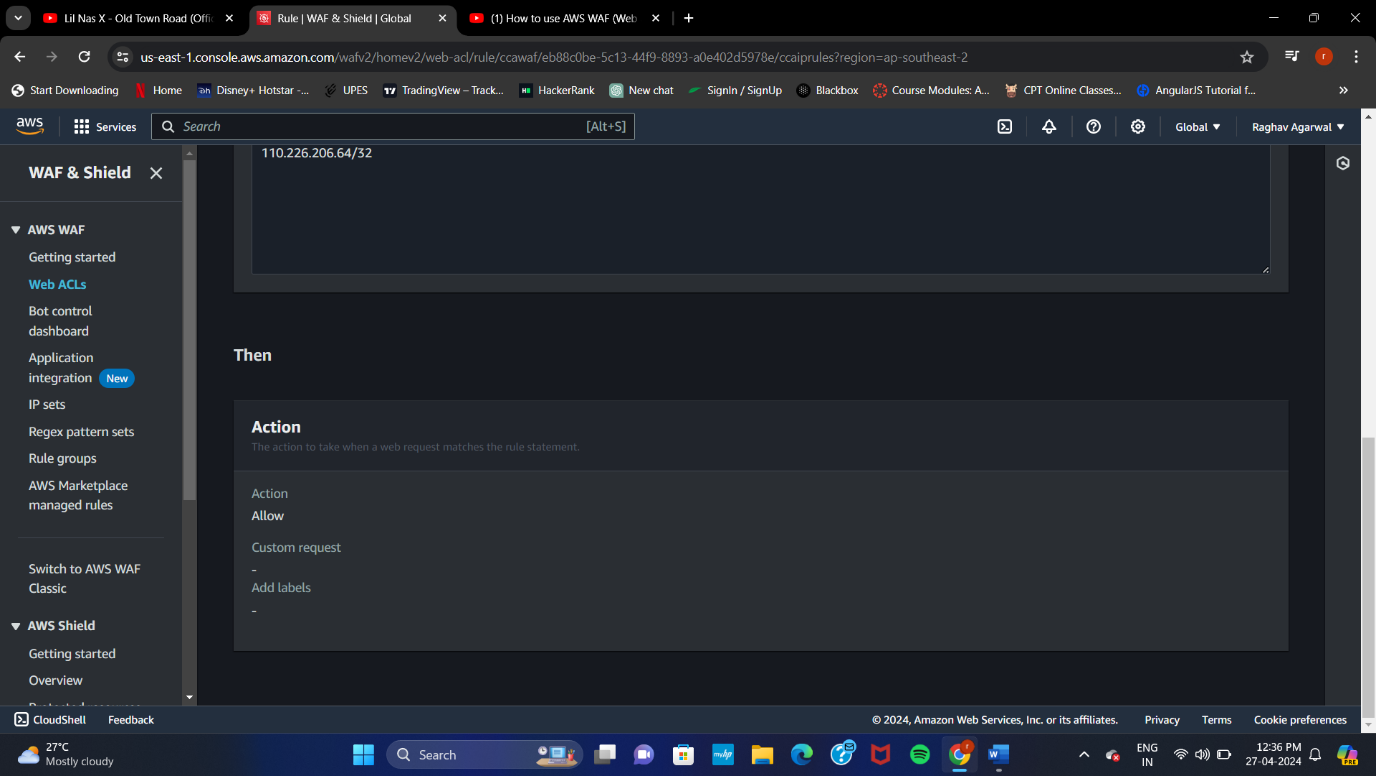 Lil Nas X - Old Town Road (Offic
Rule | WAF & Shield | Global
(1) How to use AWS WAF (Web
us-east-1.console.aws.amazon.com/wafv2/homev2/web-acl/rule/ccawaf/eb88c0be-5c13-44f9-8893-a0e402d5978e/ccaiprules?region=ap-southeast-2
r
Start Downloading
Home
Disney+ Hotstar -...
UPES
TradingView – Track...
HackerRank
New chat
SignIn / SignUp
Blackbox
Course Modules: A...
CPT Online Classes...
AngularJS Tutorial f...
aws
Services
Search
[Alt+S]
Global
Raghav Agarwal
WAF & Shield
AWS WAF
Getting started
Web ACLs
Bot control
dashboard
Application
integration New
IP sets
Regex pattern sets
Rule groups
AWS Marketplace
managed rules
Switch to AWS WAF
Classic
AWS Shield
Getting started
Overview
110.226.206.64/32
Then
Action
The action to take when a web request matches the rule statement.
Action
Allow
Custom request
-
Add labels
-
CloudShell
Feedback
© 2024, Amazon Web Services, Inc. or its affiliates.
Privacy
Terms
Cookie preferences
27°C
Mostly cloudy
Search
ENG
IN
12:36 PM
27-04-2024